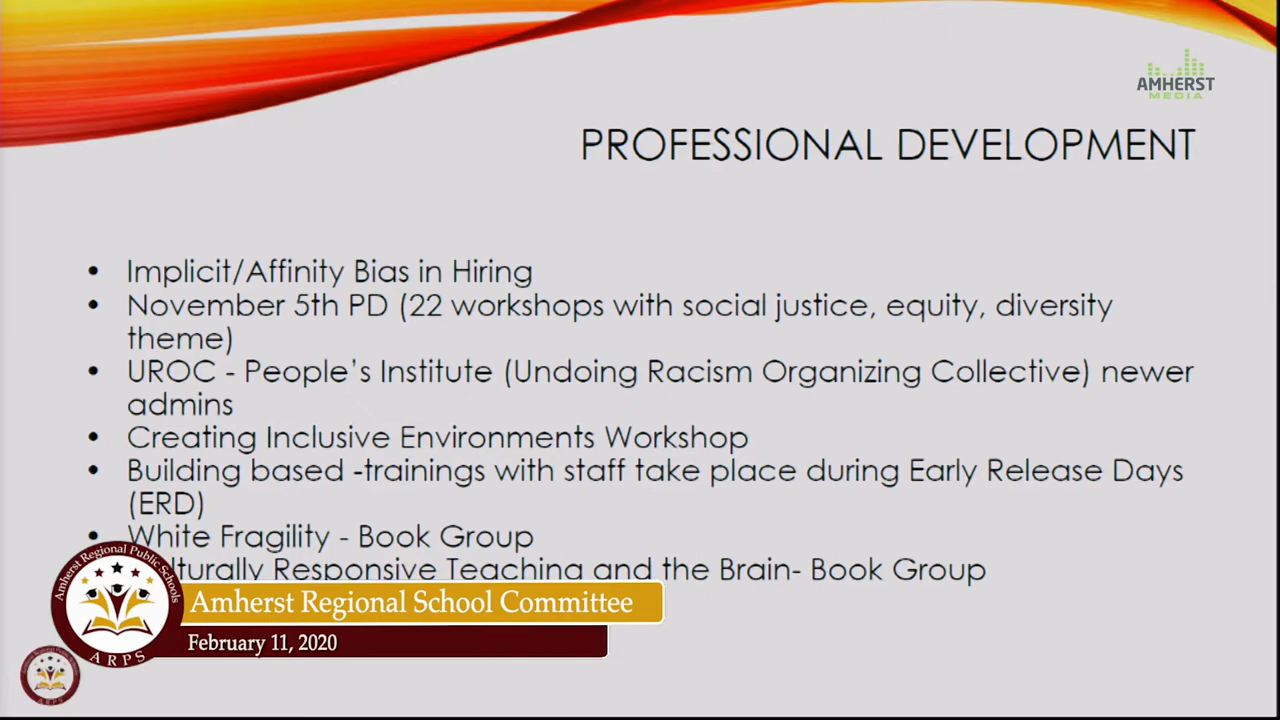 AMHERST
MEDIA
PROFESSIONAL DEVELOPMENT
• Implicit/Affinity Bias in Hiring
• November 5th PD (22 workshops with social justice, equity, diversity
theme)
• UROC - People's Institute (Undoing Racism Organizing Collective) newer
admins
• Creating Inclusive Environments Workshop
• Building based -trainings with staff take place during Early Release Days
(ERD)
• White Fragility - Book Group
Responsive Teaching and the Brain- Book Group
Amherst Regional Public Schools
ARPS
Amherst Regional School Committee
February 11, 2020
ARPS